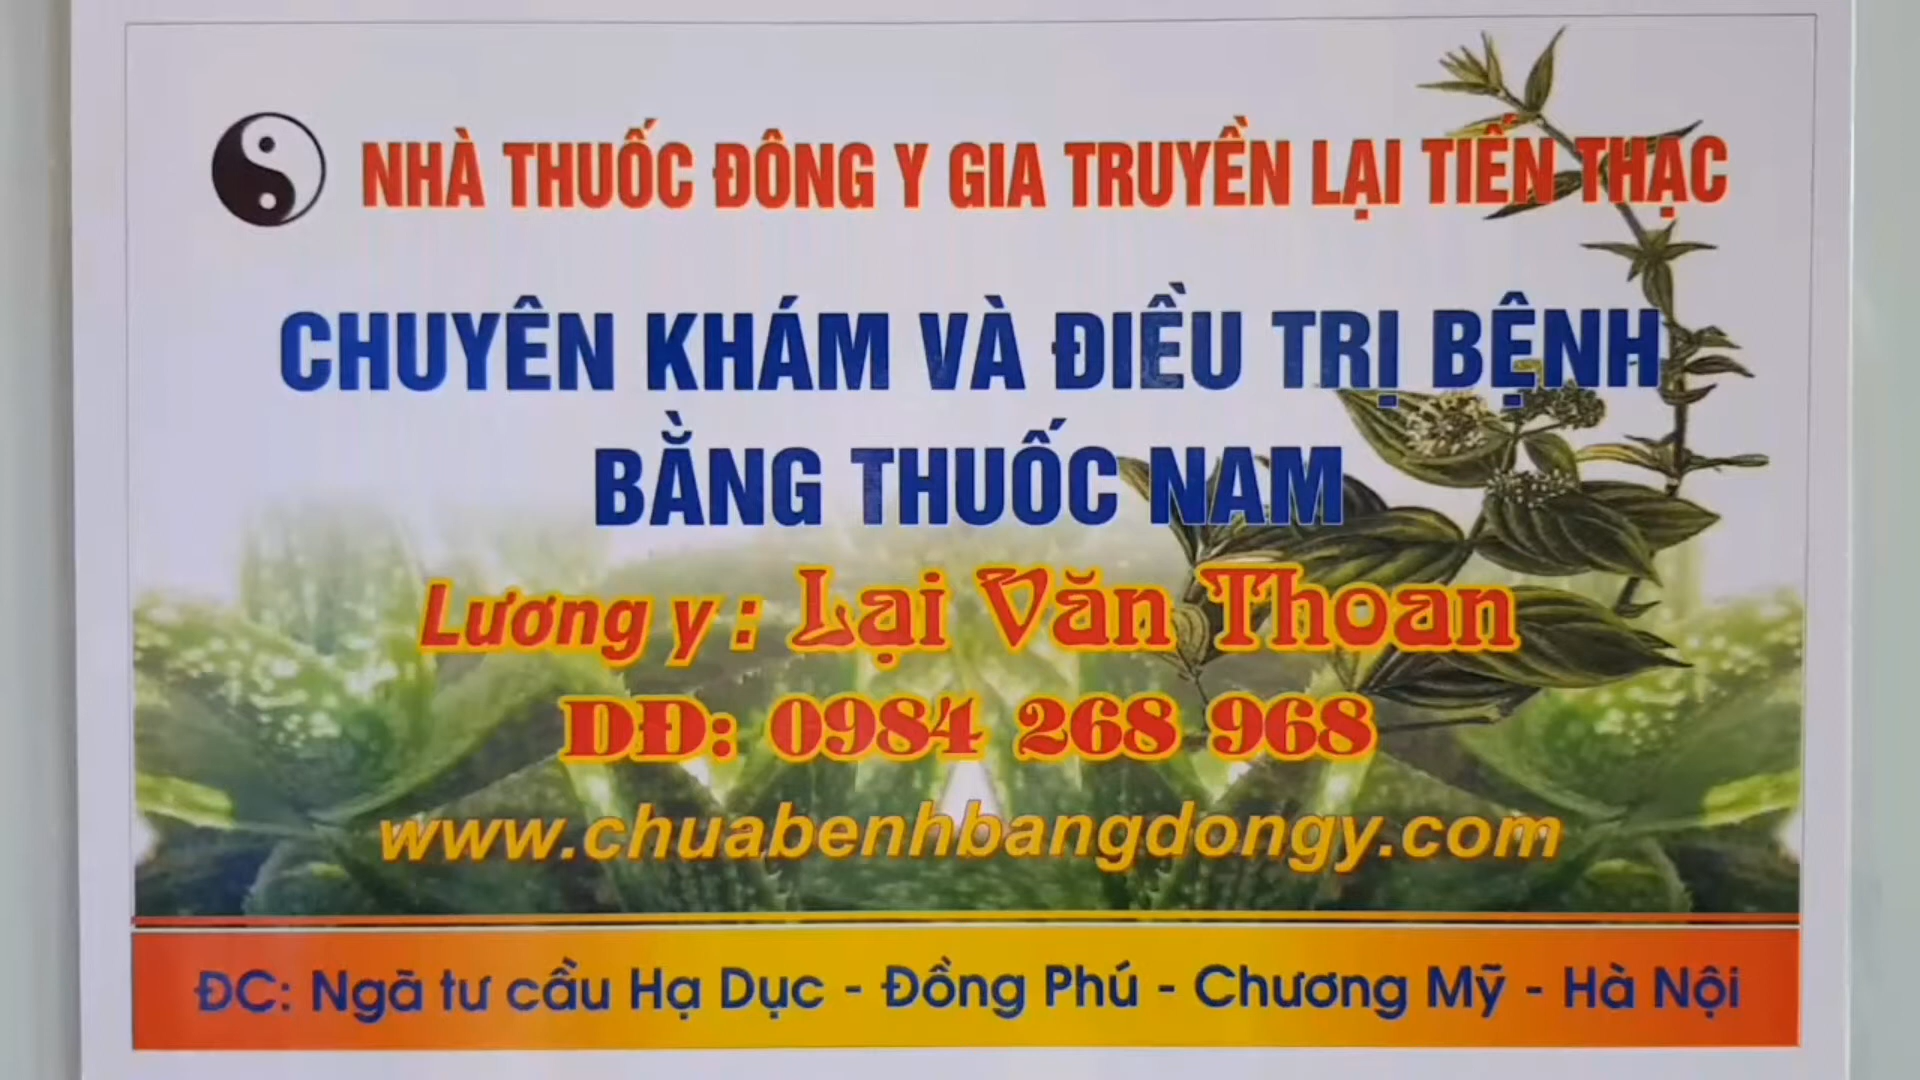 NHÀ THUỐC ĐÔNG Y GIA TRUYỀN LẠI TIẾN THẠC
CHUYÊN KHÁM VÀ ĐIỀU TRỊ BỆNH
BẰNG THUỐC NAM
Lương y : Lại Văn Thoan
DĐ: 0984 268 968
www.chuabenhbangdongy.com
ĐC: Ngã tư cầu Hạ Dục - Đồng Phú - Chương Mỹ - Hà Nội